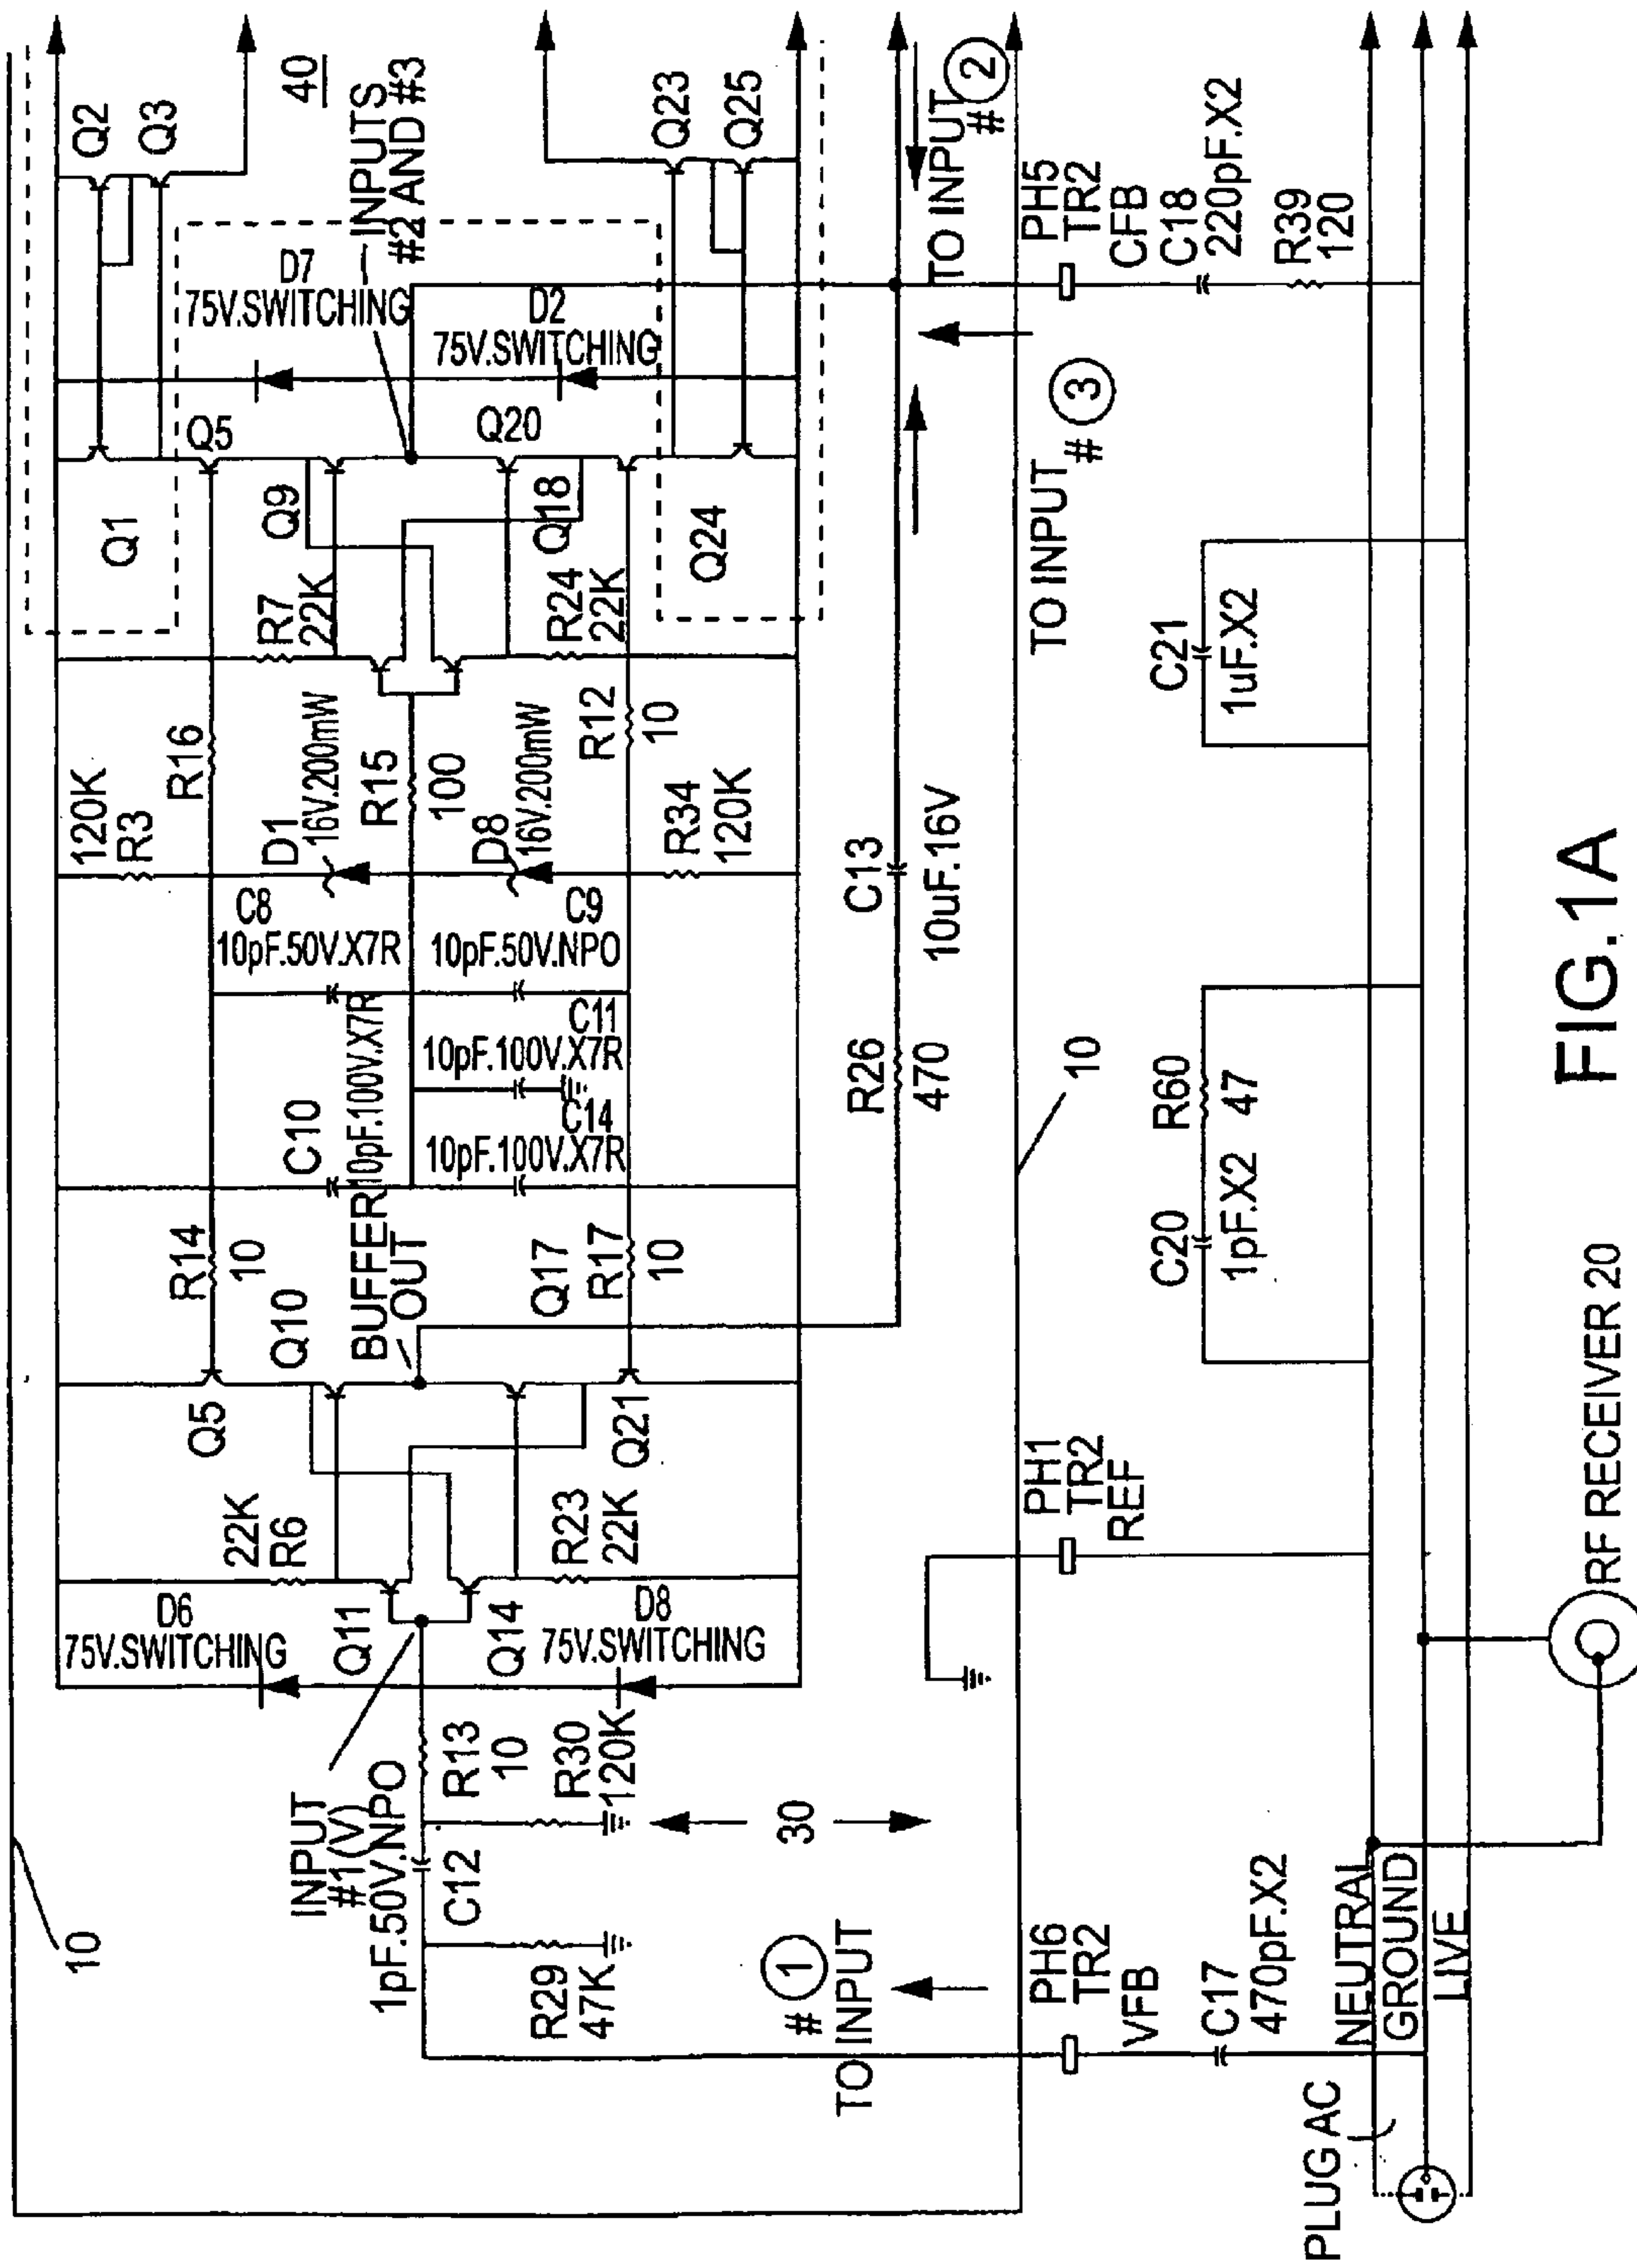 10
40
Q2
Q3
INPUTS
#2 AND #3
Q23
Q25
D7
75V.SWITCHING
D2
75V.SWITCHING
Q1
Q5
Q9
Q20
Q18
Q24
R7
22K
R24
22K
120K
R3
R16
D1
16V.200mW
R15
100
D8
16V.200mW
R12
10
R34
120K
C8
10pF.50V.X7R
C9
10pF.50V.NPO
C10
10pF.100V.X7R
C11
10pF.100V.X7R
C14
10pF.100V.X7R
R14
10
BUFFER
OUT
Q10
Q17
R17
10
Q5
Q21
22K
R6
R23
22K
D6
75V.SWITCHING
Q11
Q14
D8
75V.SWITCHING
INPUT
#1(V)
1pF.50V.NPO
C12
R13
10
R30
120K
R29
47K
30
R26
470
C13
10uF.16V
TO INPUT
# 1
TO INPUT
# 2
TO INPUT
# 3
10
PH6
TR2
VFB
C17
470pF.X2
PH1
TR2
REF
PH5
TR2
CFB
C18
220pF.X2
R39
120
C20
1pF.X2
R60
47
C21
1uF.X2
NEUTRAL
GROUND
LIVE
PLUG AC
RF RECEIVER 20
FIG.1A